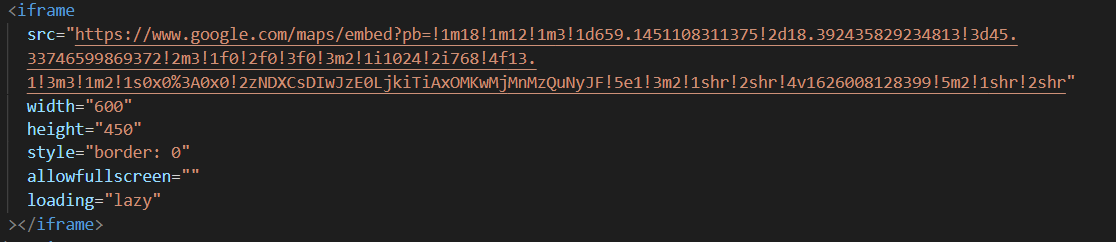 <iframe
src="https://www.google.com/maps/embed?pb=!1m18!1m12!1m3!1d659.1451108311375!2d18.392435829234813!3d45.
33746599869372!2m3!1f0!2f0!3f0!3m2!1i1024!2i768!4f13.
1!3m3!1m2!1s0x0%3A0x0!2zNDXCsDIwJzE0LjkiTiAxOMKwMjMnMzQuNyJF!5e1!3m2!1shr!2shr!4v1626008128399!5m2!1shr!2shr"
width="600"
height="450"
style="border: 0"
allowfullscreen=""
loading="lazy"
></iframe>